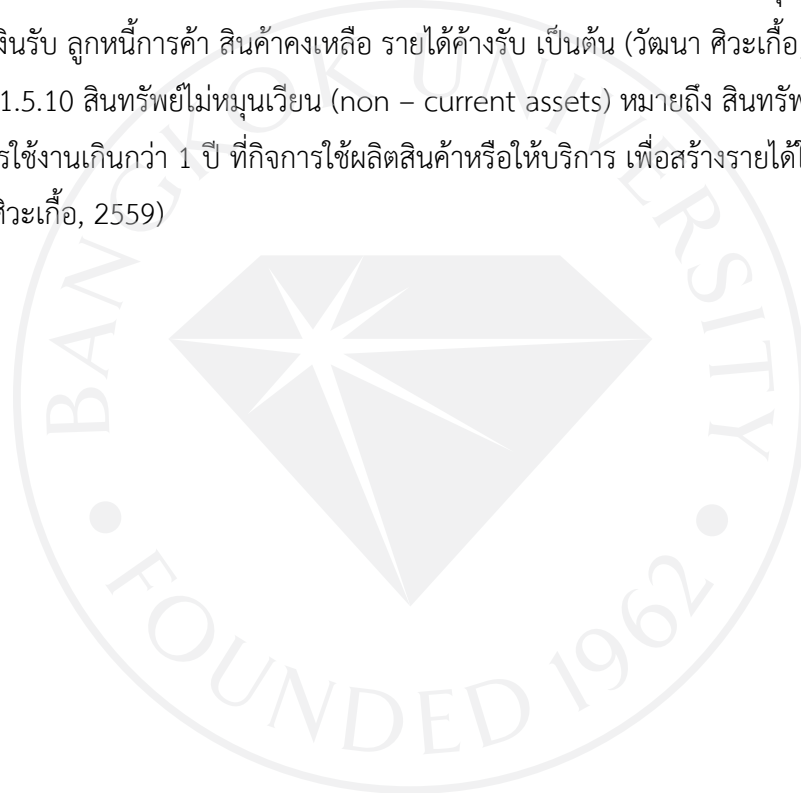 งินรับ ลูกหนี้การค้า สินค้าคงเหลือ รายได้ค้างรับ เป็นต้น (วัฒนา ศิวะเกื้อ,
1.5.10 สินทรัพย์ไม่หมุนเวียน (non – current assets) หมายถึง สินทรัพ
รใช้งานเกินกว่า 1 ปี ที่กิจการใช้ผลิตสินค้าหรือให้บริการ เพื่อสร้างรายได้
ศิวะเกื้อ, 2559)
BANGKOK UNIVERSITY
FOUNDED 1962